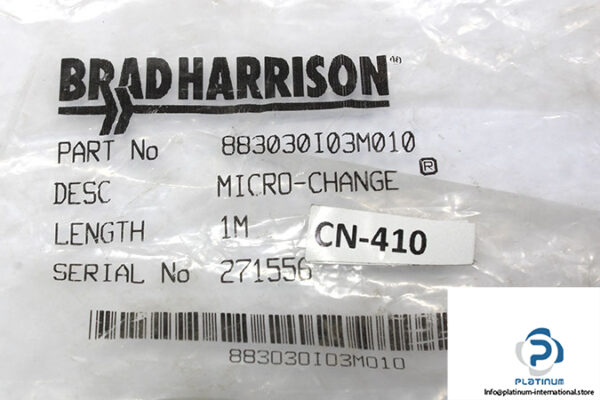 BRADHARRISON
PART No 883030I03M010
DESC MICRO-CHANGE ®
LENGTH 1M
CN-410
SERIAL No 271556
883030I03M010
PLATINUM
Info@platinum-international.store